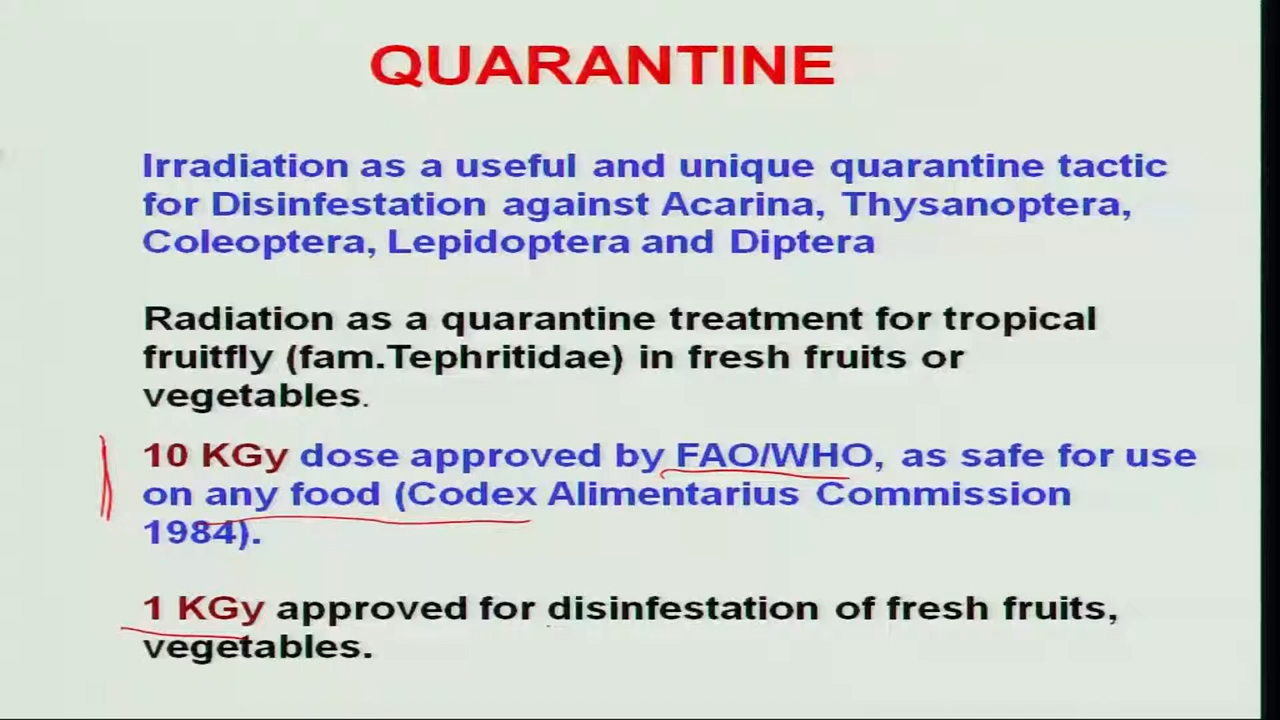 QUARANTINE
Irradiation as a useful and unique quarantine tactic
for Disinfestation against Acarina, Thysanoptera,
Coleoptera, Lepidoptera and Diptera
Radiation as a quarantine treatment for tropical
fruitfly (fam.Tephritidae) in fresh fruits or
vegetables.
10 KGy dose approved by FAO/WHO, as safe for use
on any food (Codex Alimentarius Commission
1984).
1 KGy approved for disinfestation of fresh fruits,
vegetables.